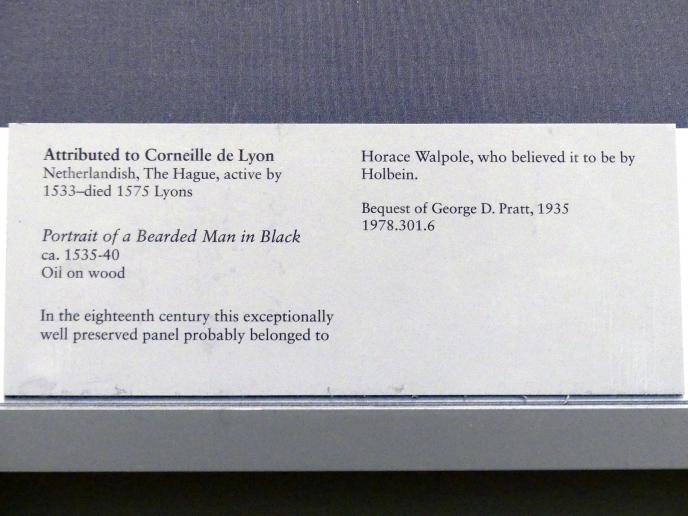 Attributed to Corneille de Lyon
Netherlandish, The Hague, active by
1533–died 1575 Lyons
Portrait of a Bearded Man in Black
ca. 1535-40
Oil on wood
In the eighteenth century this exceptionally
well preserved panel probably belonged to
Horace Walpole, who believed it to be by
Holbein.
Bequest of George D. Pratt, 1935
1978.301.6